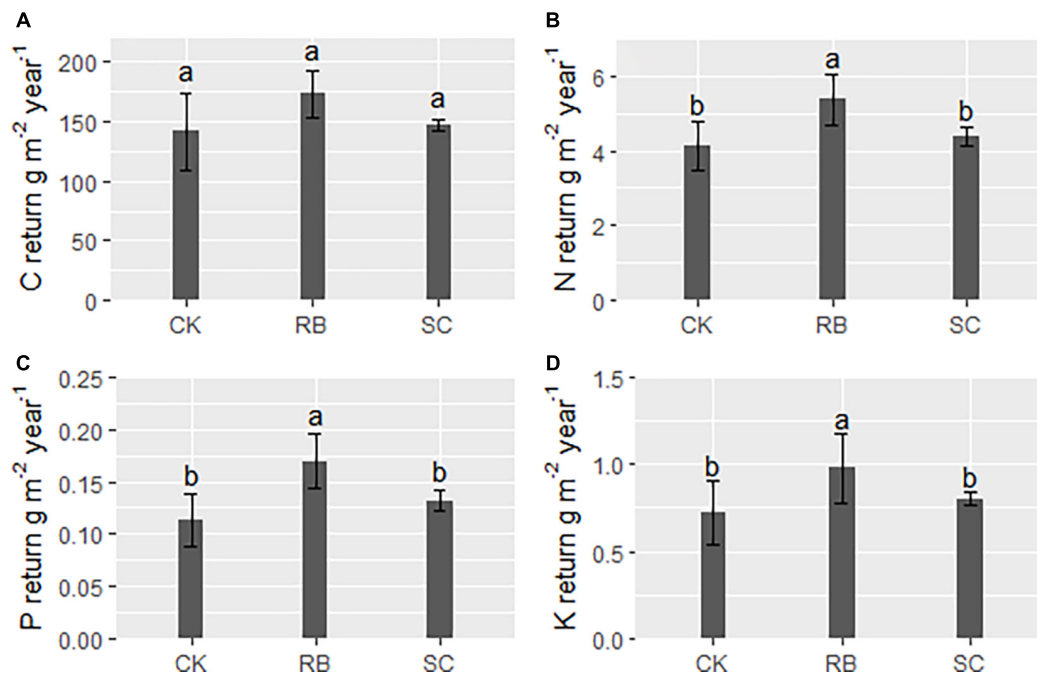 A
C return g m⁻² year⁻¹
200
150
100
50
0
a
a
a
CK
RB
SC
B
N return g m⁻² year⁻¹
6
4
2
0
b
a
b
CK
RB
SC
C
P return g m⁻² year⁻¹
0.25
0.20
0.15
0.10
0.05
0.00
b
a
b
CK
RB
SC
D
K return g m⁻² year⁻¹
1.5
1.0
0.5
0.0
b
a
b
CK
RB
SC